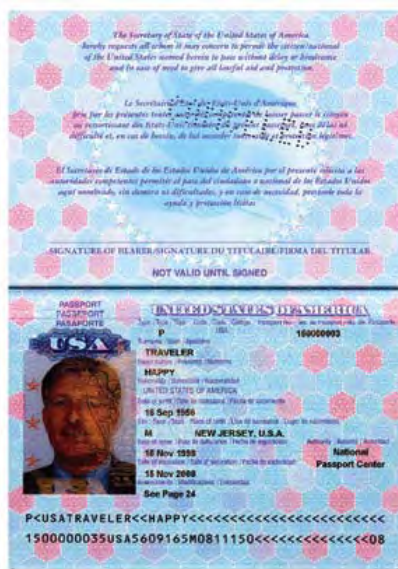 The Secretary of State of the United States of America
hereby requests all whom it may concern to permit the citizen/national
of the United States named herein to pass without delay or hindrance
and in case of need to give all lawful aid and protection.
Le Secrétaire d'Etat des Etats-Unis d'Amérique
prie par les présentes toutes autorités compétentes de laisser passer le citoyen
ou ressortissant des Etats-Unis titulaire du présent passeport, sans délai ni
difficulté et, en cas de besoin, de lui accorder toute aide et protection légitimes.
El Secretario de Estado de los Estados Unidos de América por el presente solicita a las
autoridades competentes permitir el paso del ciudadano o nacional de los Estados Unidos
aquí nombrado, sin demora ni dificultades, y en caso de necesidad, prestarle toda la
ayuda y protección lícitas
SIGNATURE OF BEARER/SIGNATURE DU TITULAIRE/FIRMA DEL TITULAR
NOT VALID UNTIL SIGNED
PASSPORT
PASSEPORT
PASAPORTE
UNITED STATES OF AMERICA
USA
P USA
TRAVELER
HAPPY
UNITED STATES OF AMERICA
16 Sep 1956
M NEW JERSEY, U.S.A.
16 Nov 1998 National
Passport Center
15 Nov 2008
See Page 24
P<USATRAVELER<<HAPPY<<<<<<<<<<<<<<<<<<<<<<<<
1500000035USA5609165M0811150<<<<<<<<<<<<<<08